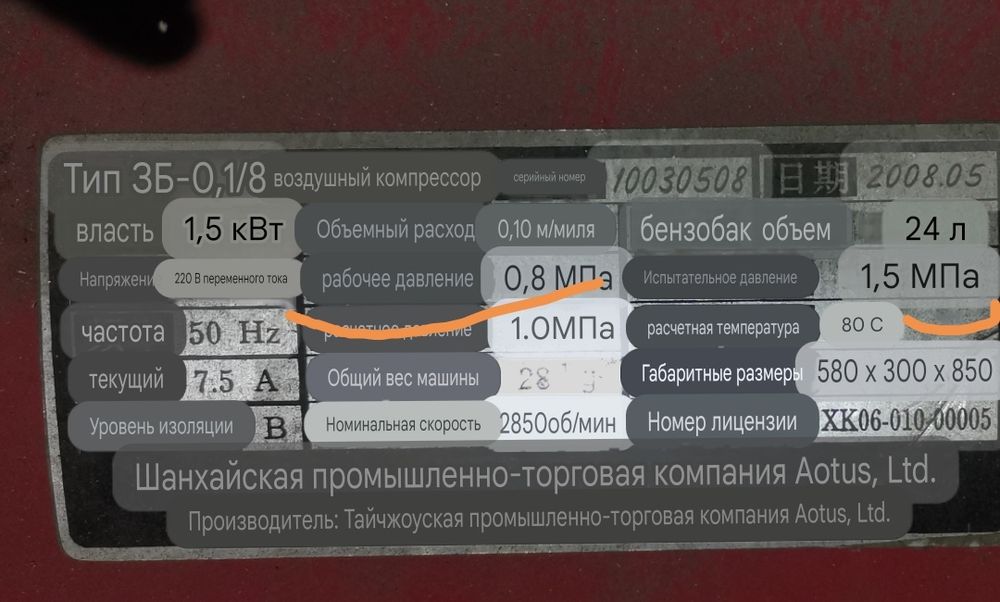 Тип ЗБ-0,1/8 воздушный компрессор серийный номер 10030508 日期 2008.05
власть 1,5 кВт Объемный расход 0,10 м/миля бензобак объем 24 л
Напряжени 220 В переменного тока рабочее давление 0,8 МПа Испытательное давление 1,5 МПа
частота 50 Hz расчетное давление 1.0МПа расчетная температура 80 C
текущий 7.5 A Общий вес машины 28 Габаритные размеры 580 x 300 x 850
Уровень изоляции B Номинальная скорость 2850об/мин Номер лицензии XK06-010-00005
Шанхайская промышленно-торговая компания Aotus, Ltd.
Производитель: Тайчжоуская промышленно-торговая компания Aotus, Ltd.